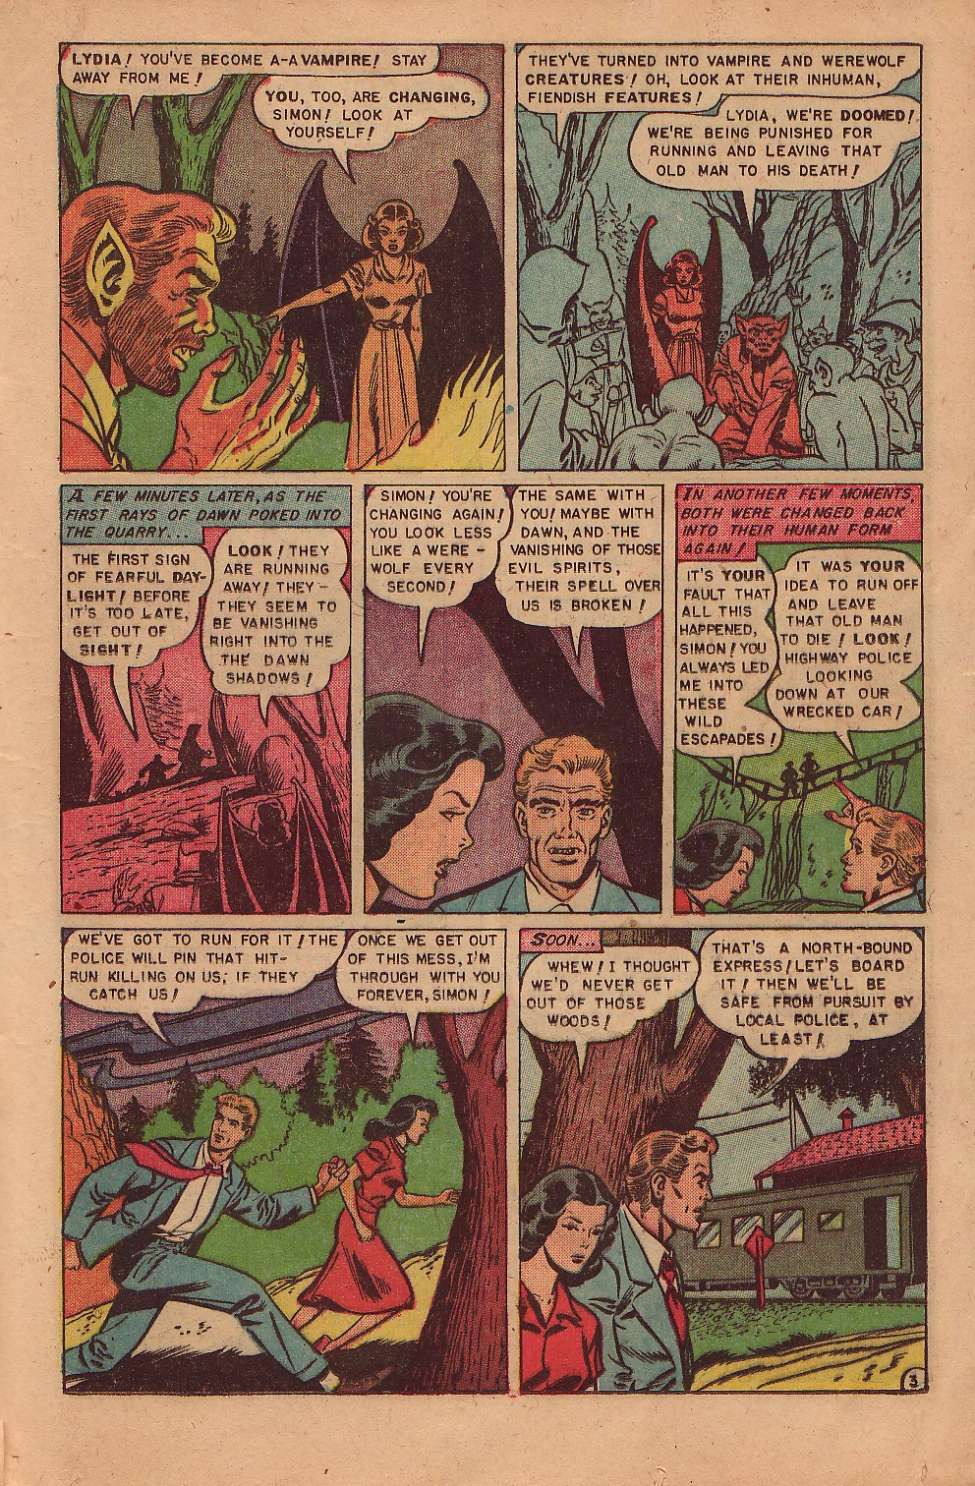 LYDIA! YOU'VE BECOME A-A VAMPIRE! STAY
AWAY FROM ME!
YOU, TOO, ARE CHANGING,
SIMON! LOOK AT
YOURSELF!
THEY'VE TURNED INTO VAMPIRE AND WEREWOLF
CREATURES! OH, LOOK AT THEIR INHUMAN,
FIENDISH FEATURES!
LYDIA, WE'RE DOOMED!
WE'RE BEING PUNISHED FOR
RUNNING AND LEAVING THAT
OLD MAN TO HIS DEATH!
A FEW MINUTES LATER, AS THE
FIRST RAYS OF DAWN POKED INTO
THE QUARRY...
THE FIRST SIGN
OF FEARFUL DAY-
LIGHT! BEFORE
IT'S TOO LATE,
GET OUT OF
SIGHT!
LOOK! THEY
ARE RUNNING
AWAY! THEY-
THEY SEEM TO
BE VANISHING
RIGHT INTO THE
THE DAWN
SHADOWS!
SIMON! YOU'RE
CHANGING AGAIN!
YOU LOOK LESS
LIKE A WERE-
WOLF EVERY
SECOND!
THE SAME WITH
YOU! MAYBE WITH
DAWN, AND THE
VANISHING OF THOSE
EVIL SPIRITS,
THEIR SPELL OVER
US IS BROKEN!
IN ANOTHER FEW MOMENTS,
BOTH WERE CHANGED BACK
INTO THEIR HUMAN FORM
AGAIN!
IT'S YOUR
FAULT THAT
ALL THIS
HAPPENED,
SIMON! YOU
ALWAYS LED
ME INTO
THESE
WILD
ESCAPADES!
IT WAS YOUR
IDEA TO RUN OFF
AND LEAVE
THAT OLD MAN
TO DIE! LOOK!
HIGHWAY POLICE
LOOKING
DOWN AT OUR
WRECKED CAR!
WE'VE GOT TO RUN FOR IT! THE
POLICE WILL PIN THAT HIT-
RUN KILLING ON US, IF THEY
CATCH US!
ONCE WE GET OUT
OF THIS MESS, I'M
THROUGH WITH YOU
FOREVER, SIMON!
SOON...
WHEW! I THOUGHT
WE'D NEVER GET
OUT OF THOSE
WOODS!
THAT'S A NORTH-BOUND
EXPRESS! LET'S BOARD
IT! THEN WE'LL BE
SAFE FROM PURSUIT BY
LOCAL POLICE, AT
LEAST!
3